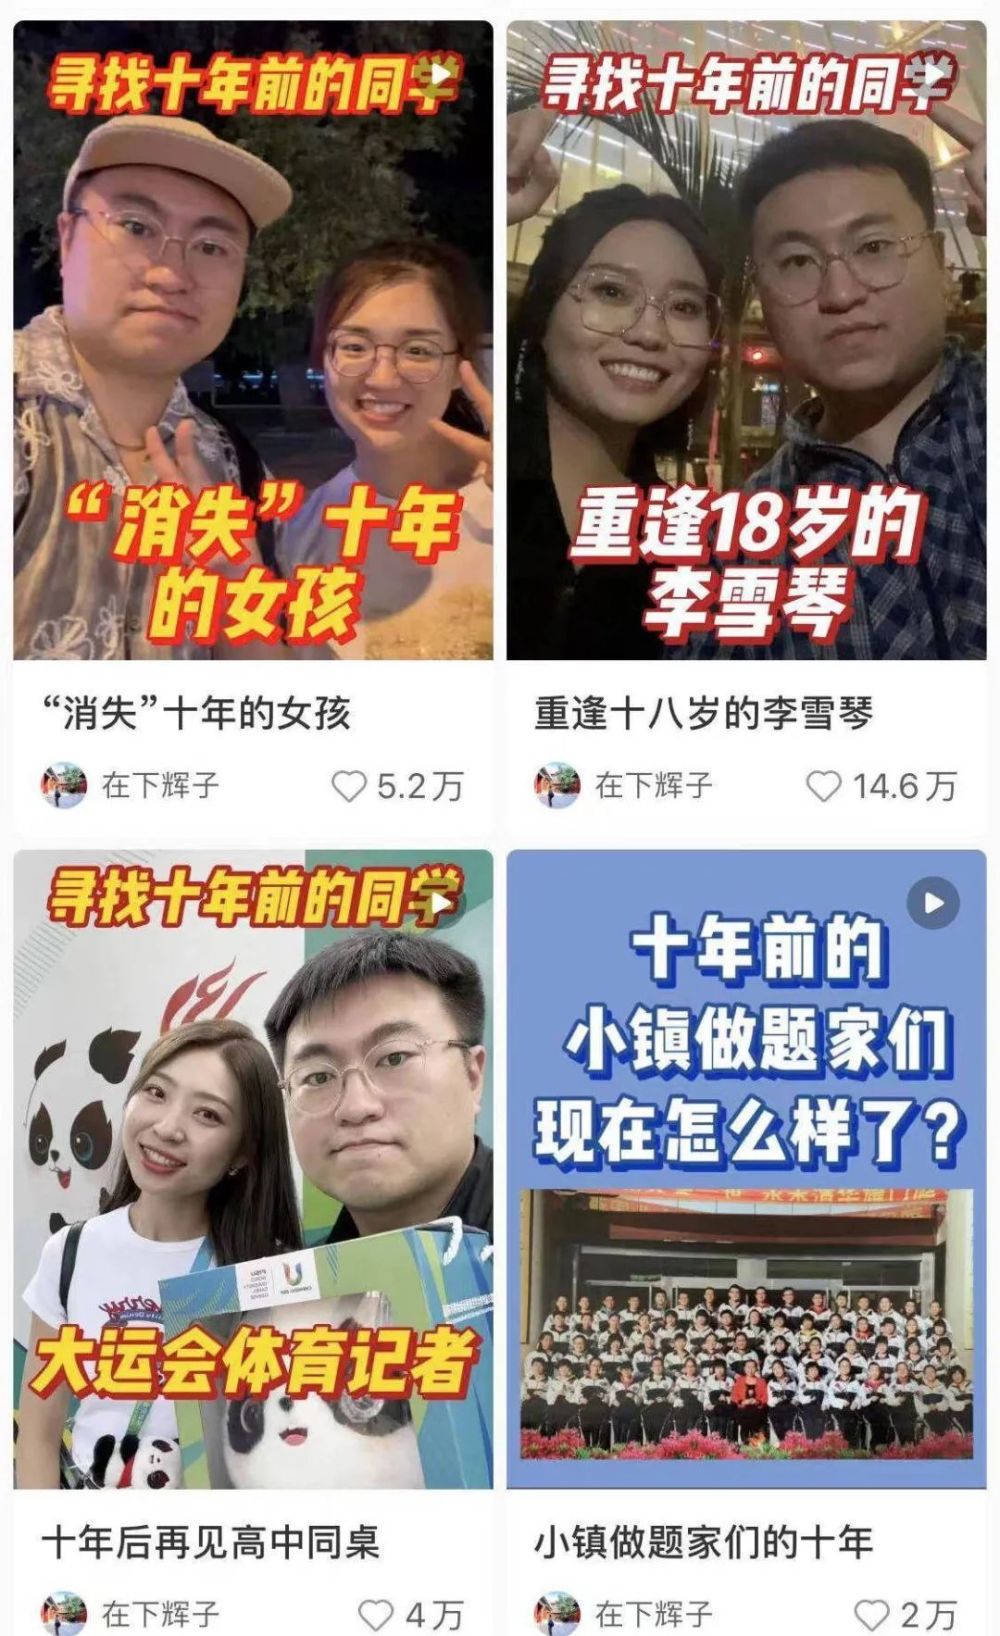 寻找十年前的同学
“消失”十年
的女孩
“消失”十年的女孩
在下辉子
5.2万
寻找十年前的同学
重逢18岁的
李雪琴
重逢十八岁的李雪琴
在下辉子
14.6万
寻找十年前的同学
大运会体育记者
十年后再见高中同桌
在下辉子
4万
十年前的
小镇做题家们
现在怎么样了？
小镇做题家们的十年
在下辉子
2万